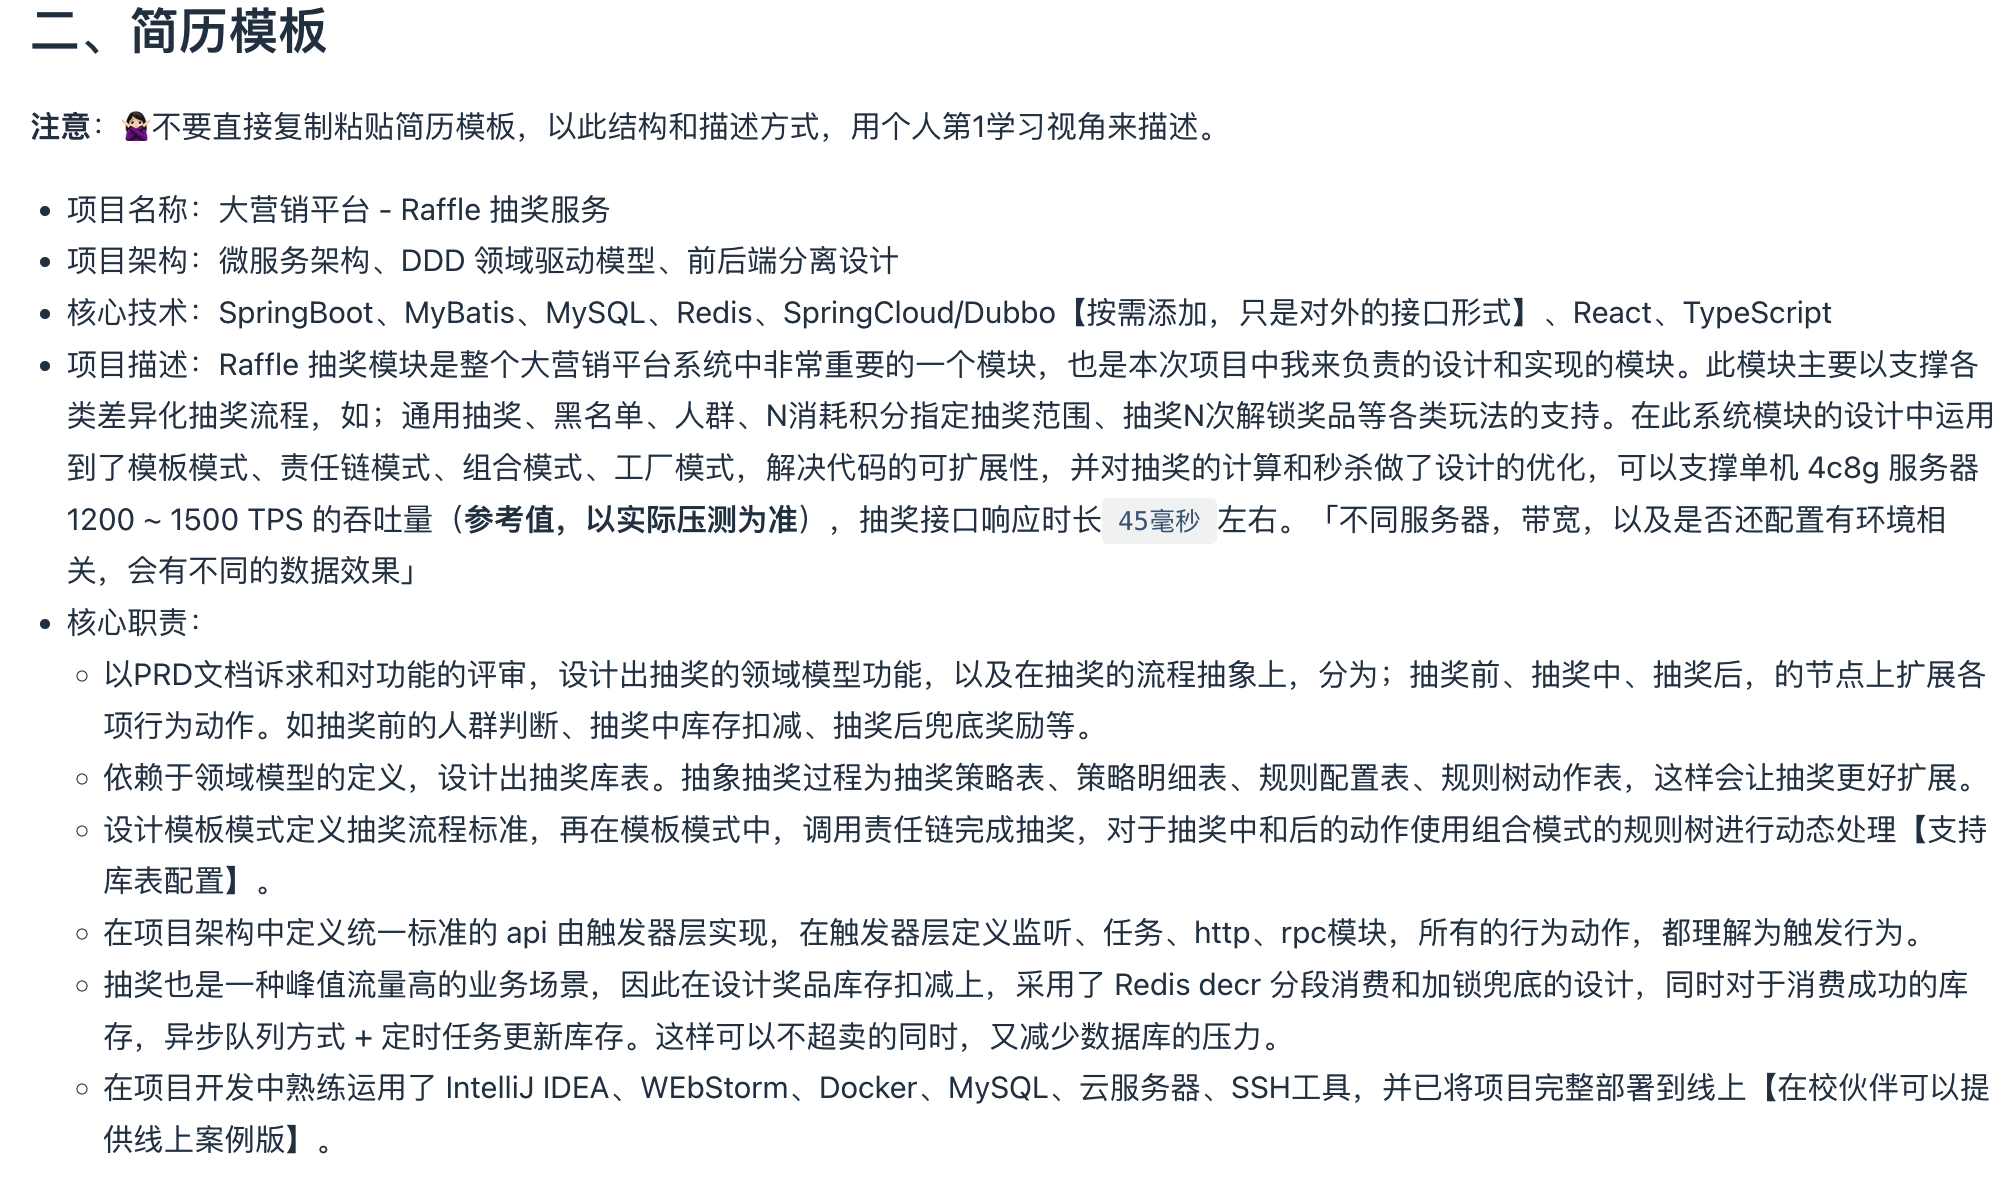 二、简历模板
注意：🙅🏻‍♀️不要直接复制粘贴简历模板，以此结构和描述方式，用个人第1学习视角来描述。
• 项目名称：大营销平台 - Raffle 抽奖服务
• 项目架构：微服务架构、DDD 领域驱动模型、前后端分离设计
• 核心技术：SpringBoot、MyBatis、MySQL、Redis、SpringCloud/Dubbo【按需添加，只是对外的接口形式】、React、TypeScript
• 项目描述：Raffle 抽奖模块是整个大营销平台系统中非常重要的一个模块，也是本次项目中我来负责的设计和实现的模块。此模块主要以支撑各
类差异化抽奖流程，如；通用抽奖、黑名单、人群、N消耗积分指定抽奖范围、抽奖N次解锁奖品等各类玩法的支持。在此系统模块的设计中运用
到了模板模式、责任链模式、组合模式、工厂模式，解决代码的可扩展性，并对抽奖的计算和秒杀做了设计的优化，可以支撑单机 4c8g 服务器
1200 ~ 1500 TPS 的吞吐量（参考值，以实际压测为准），抽奖接口响应时长 45毫秒 左右。「不同服务器，带宽，以及是否还配置有环境相
关，会有不同的数据效果」
• 核心职责：
◦ 以PRD文档诉求和对功能的评审，设计出抽奖的领域模型功能，以及在抽奖的流程抽象上，分为；抽奖前、抽奖中、抽奖后，的节点上扩展各
项行为动作。如抽奖前的人群判断、抽奖中库存扣减、抽奖后兜底奖励等。
◦ 依赖于领域模型的定义，设计出抽奖库表。抽象抽奖过程为抽奖策略表、策略明细表、规则配置表、规则树动作表，这样会让抽奖更好扩展。
◦ 设计模板模式定义抽奖流程标准，再在模板模式中，调用责任链完成抽奖，对于抽奖中和后的动作使用组合模式的规则树进行动态处理【支持
库表配置】。
◦ 在项目架构中定义统一标准的 api 由触发器层实现，在触发器层定义监听、任务、http、rpc模块，所有的行为动作，都理解为触发行为。
◦ 抽奖也是一种峰值流量高的业务场景，因此在设计奖品库存扣减上，采用了 Redis decr 分段消费和加锁兜底的设计，同时对于消费成功的库
存，异步队列方式 + 定时任务更新库存。这样可以不超卖的同时，又减少数据库的压力。
◦ 在项目开发中熟练运用了 IntelliJ IDEA、WEbStorm、Docker、MySQL、云服务器、SSH工具，并已将项目完整部署到线上【在校伙伴可以提
供线上案例版】。